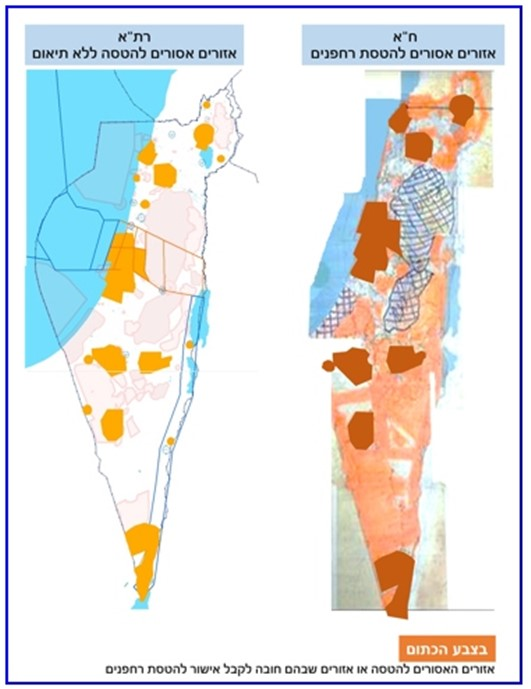 רת"א
אזורים אסורים להטסה ללא תיאום
ח"א
אזורים אסורים להטסת רחפנים
בצבע הכתום
אזורים האסורים להטסה או אזורים שבהם חובה לקבל אישור להטסת רחפנים